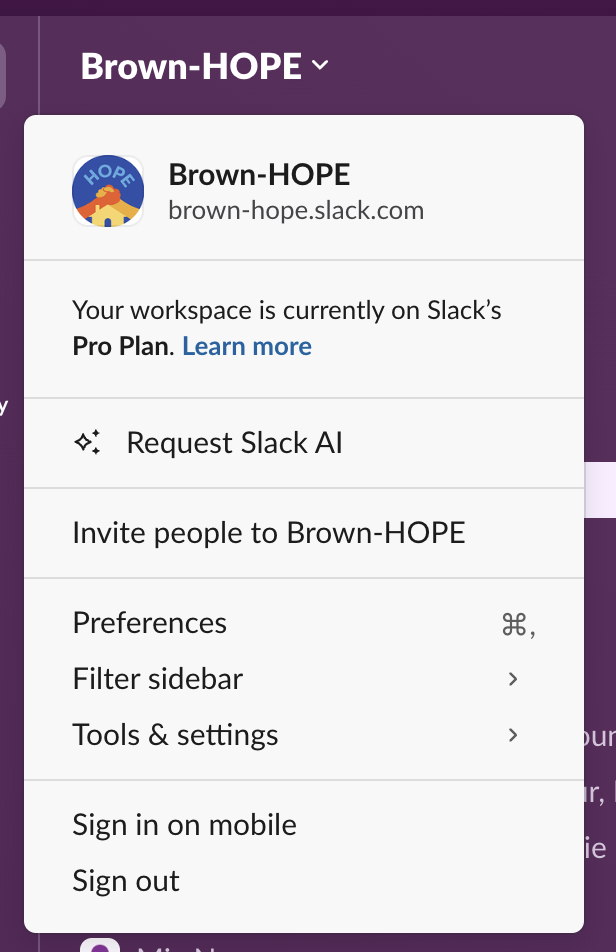 Brown-HOPE
HOPE
Brown-HOPE
brown-hope.slack.com
Your workspace is currently on Slack’s
Pro Plan. Learn more
y
Request Slack AI
Invite people to Brown-HOPE
Preferences ⌘,
Filter sidebar
Tools & settings
our
ur,
ie
Sign in on mobile
Sign out